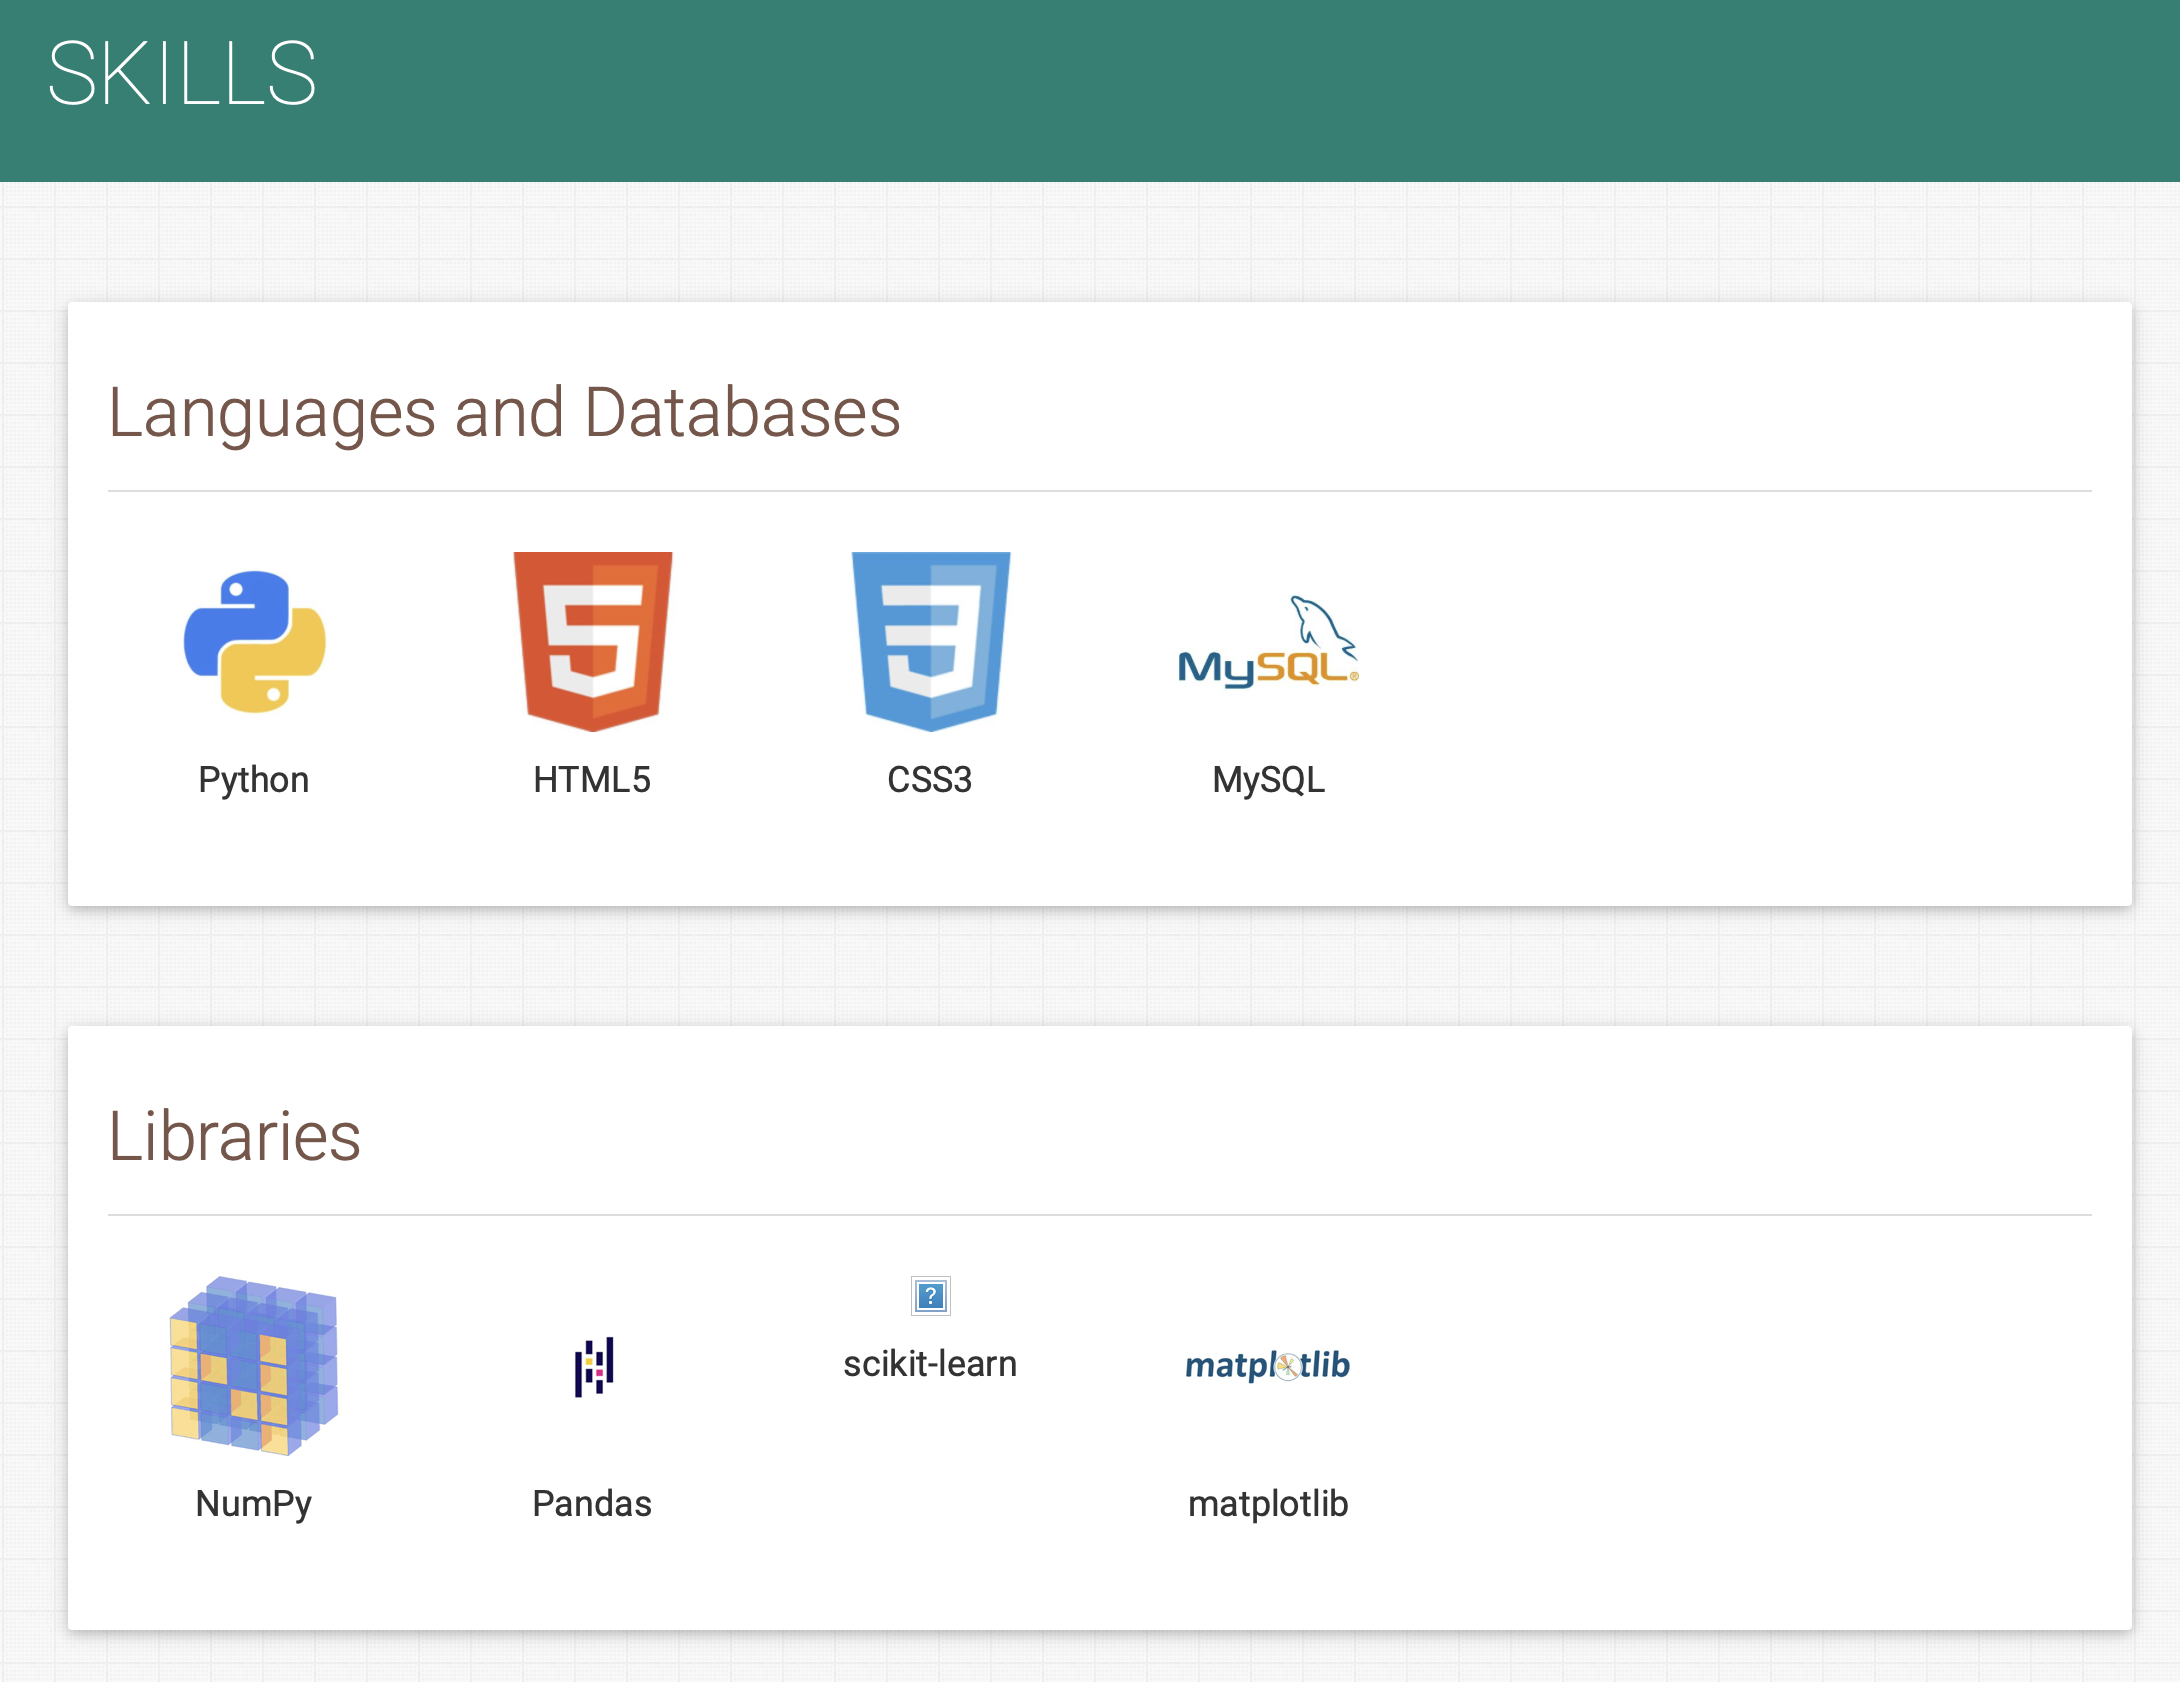 SKILLS
Languages and Databases
MySQL®
Python HTML5 CSS3 MySQL
Libraries
?
scikit-learn
matplotlib
NumPy Pandas matplotlib